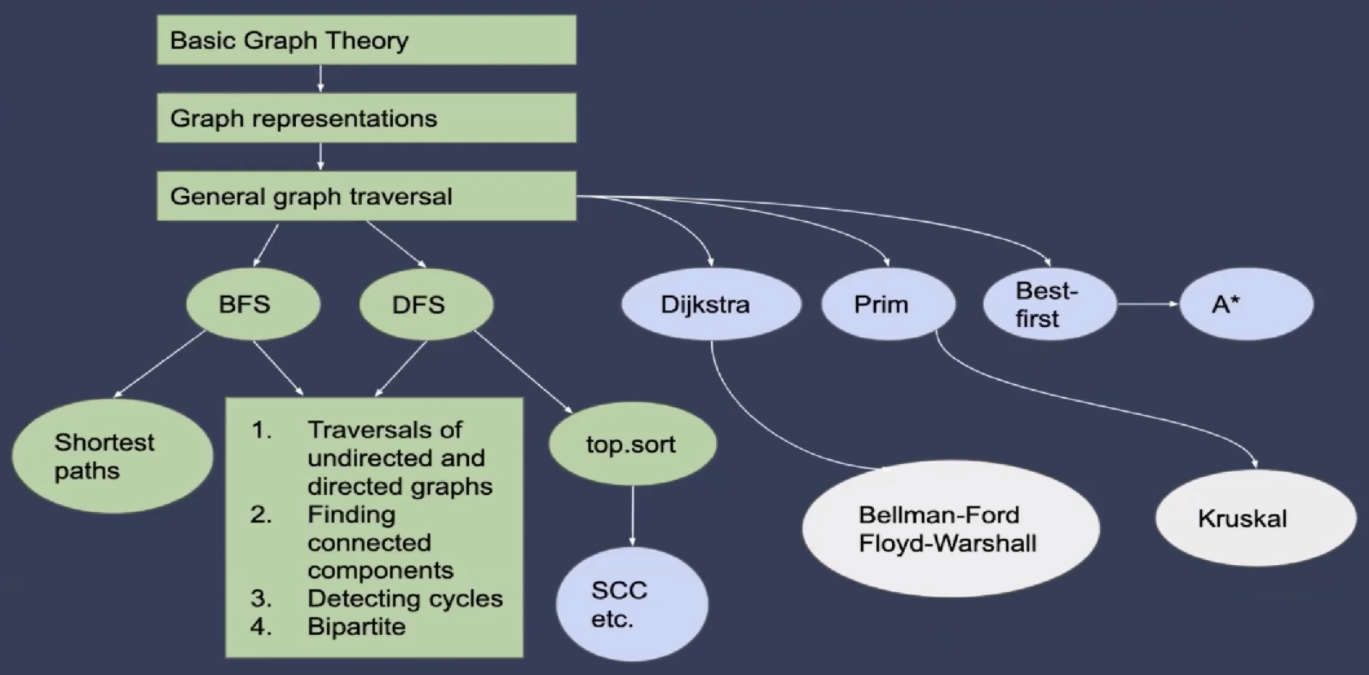 Basic Graph Theory
Graph representations
General graph traversal
BFS
DFS
Dijkstra
Prim
Best-
first
A*
Shortest
paths
1. Traversals of
undirected and
directed graphs
2. Finding
connected
components
3. Detecting cycles
4. Bipartite
top.sort
SCC
etc.
Bellman-Ford
Floyd-Warshall
Kruskal